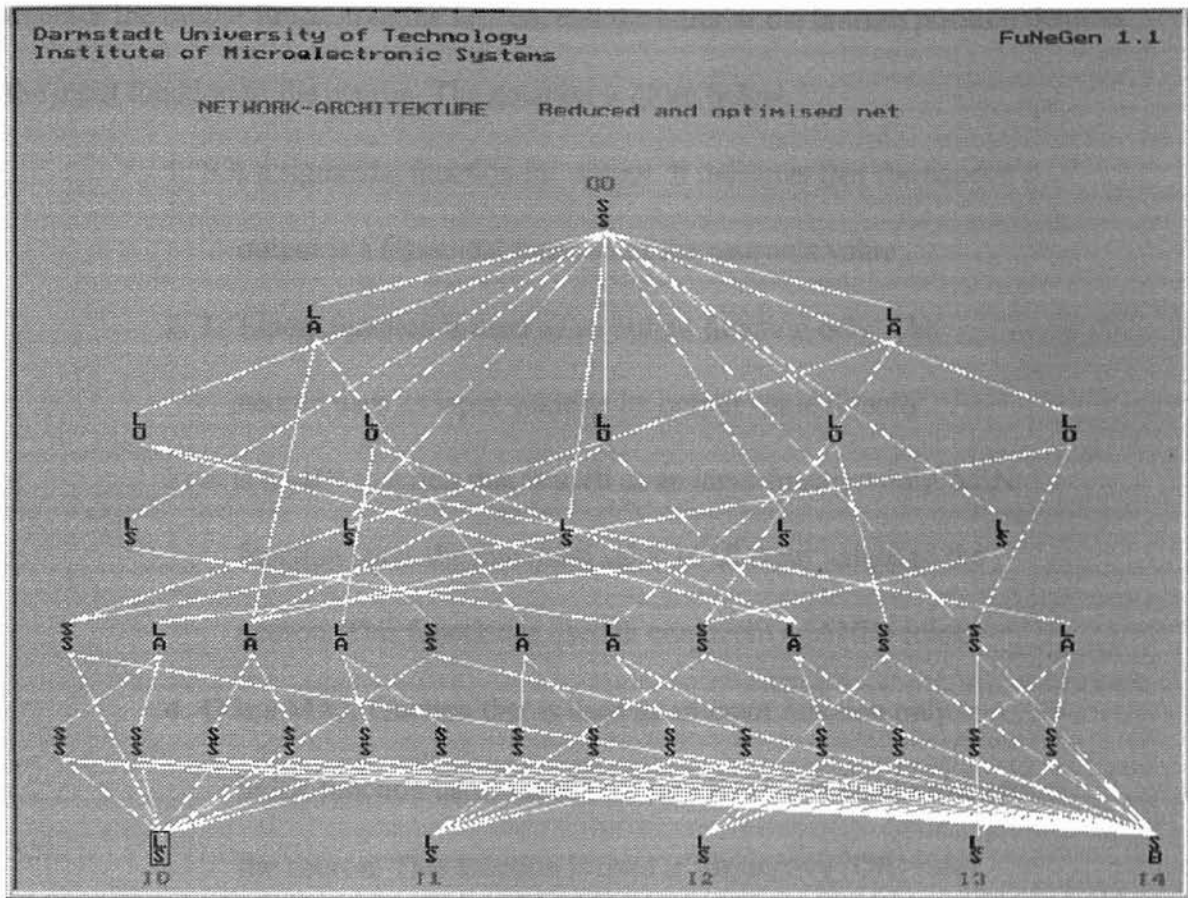 Darmstadt University of Technology FuNeGen 1.1
Institute of Microelectronic Systems
NETWORK-ARCHITEKTURE Reduced and optimised net
OO
S
S
L L
A A
L L L L L
O O O O O
L L L L L
S S S S S
S L L L S L L S L S S L
S A A A S A A S A S S A
S S S S S S S S S S S S S S
S S S S S S S S S S S S S S
L L L L S
S S S S D
I0 I1 I2 I3 I4